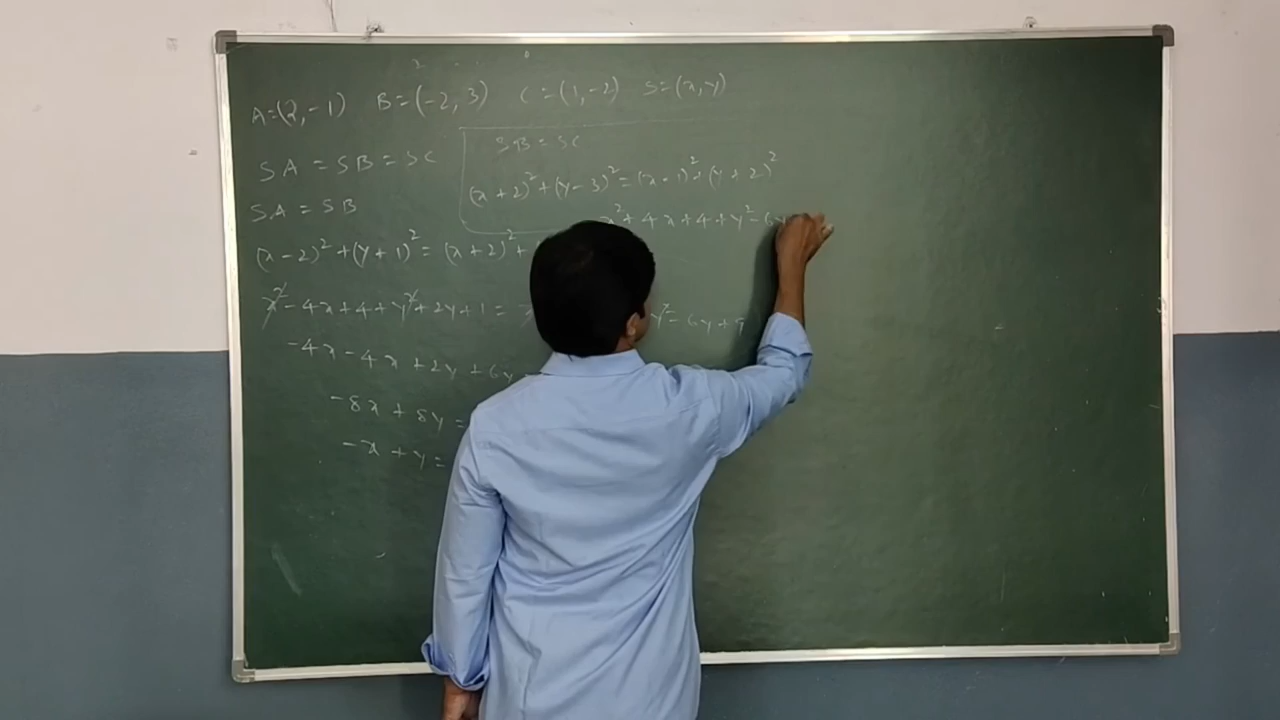 A=(2,-1) B=(-2,3) C=(1,-2) S=(x,y)
SA = SB = SC
SA = SB
(x-2)²+(y+1)² = (x+2)²+
x²-4x+4+y²+2y+1 = y²-6y+9
-4x-4x+2y+6y
-8x+8y=
-x+y=
SB = SC
(x+2)²+(y-3)²=(x-1)²+(y+2)²
x²+4x+4+y²-6y